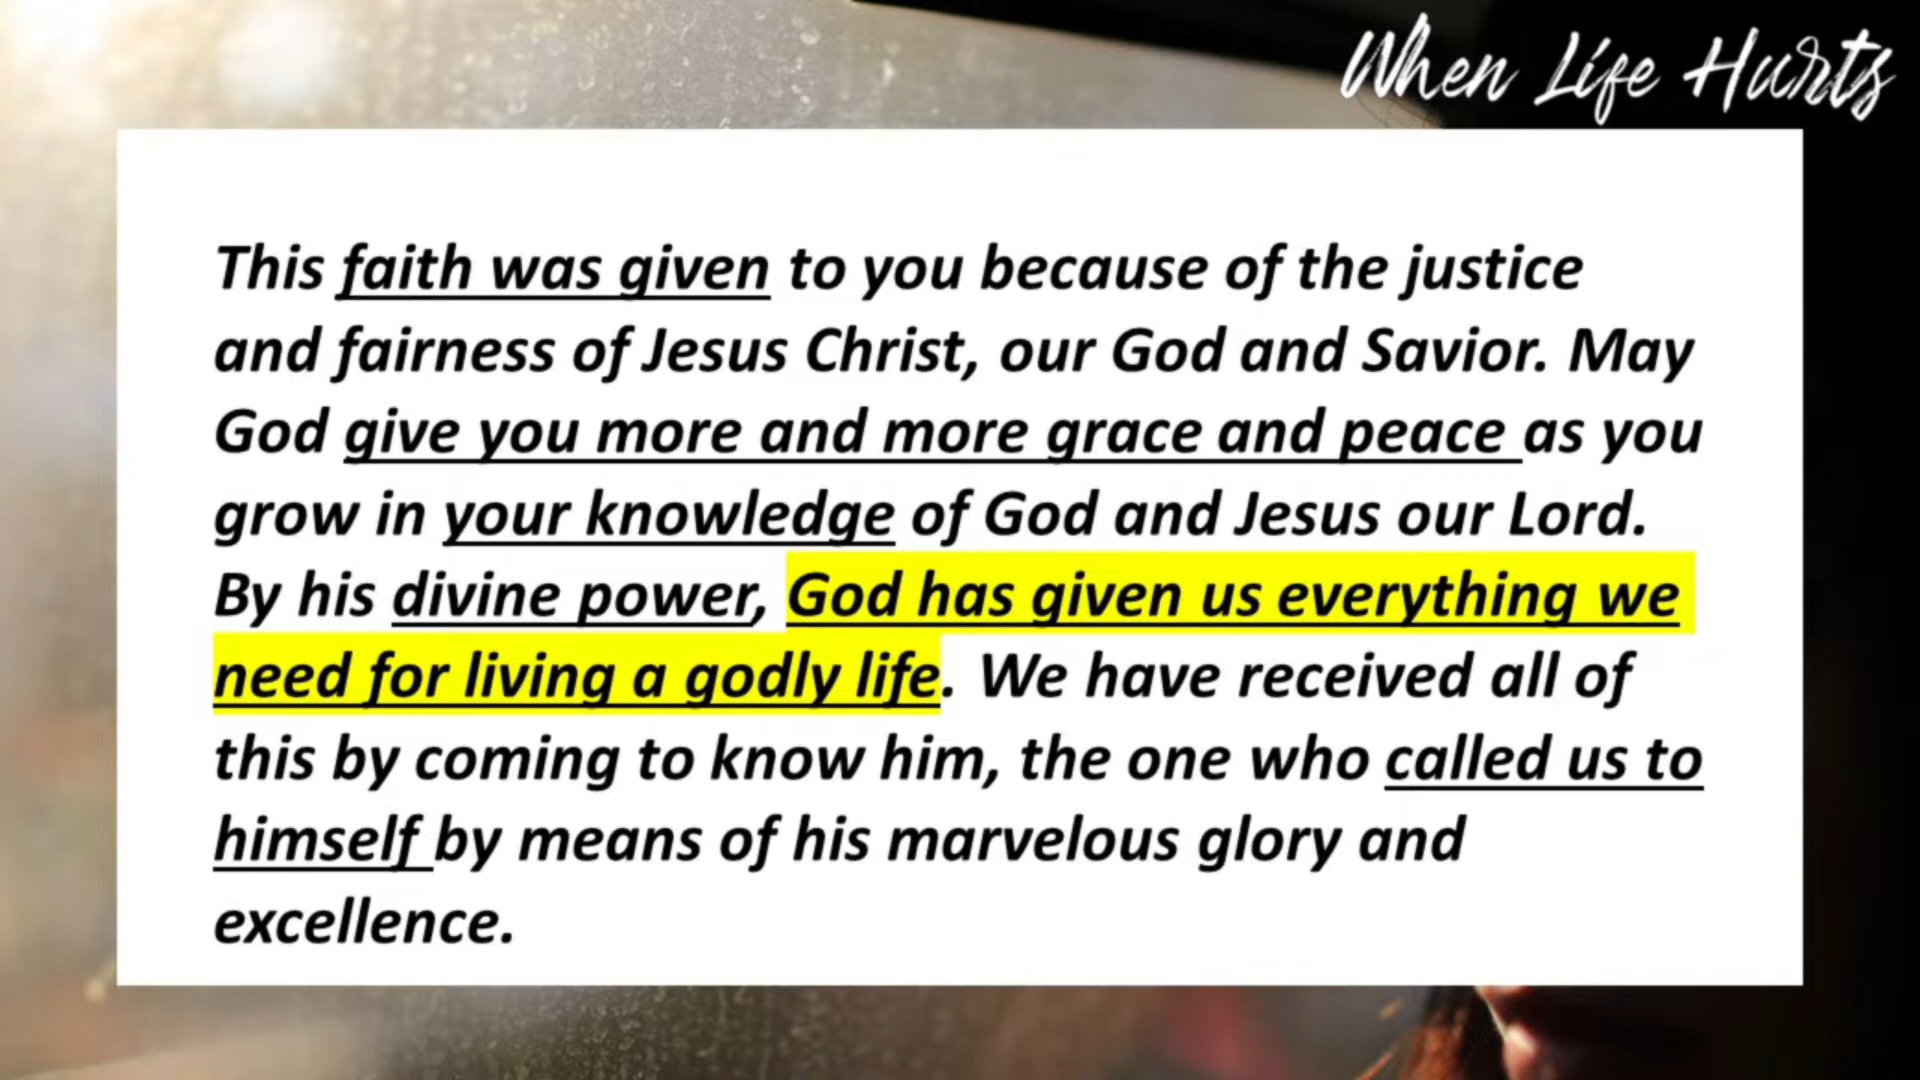 When Life Hurts
This faith was given to you because of the justice
and fairness of Jesus Christ, our God and Savior. May
God give you more and more grace and peace as you
grow in your knowledge of God and Jesus our Lord.
By his divine power, God has given us everything we
need for living a godly life. We have received all of
this by coming to know him, the one who called us to
himself by means of his marvelous glory and
excellence.